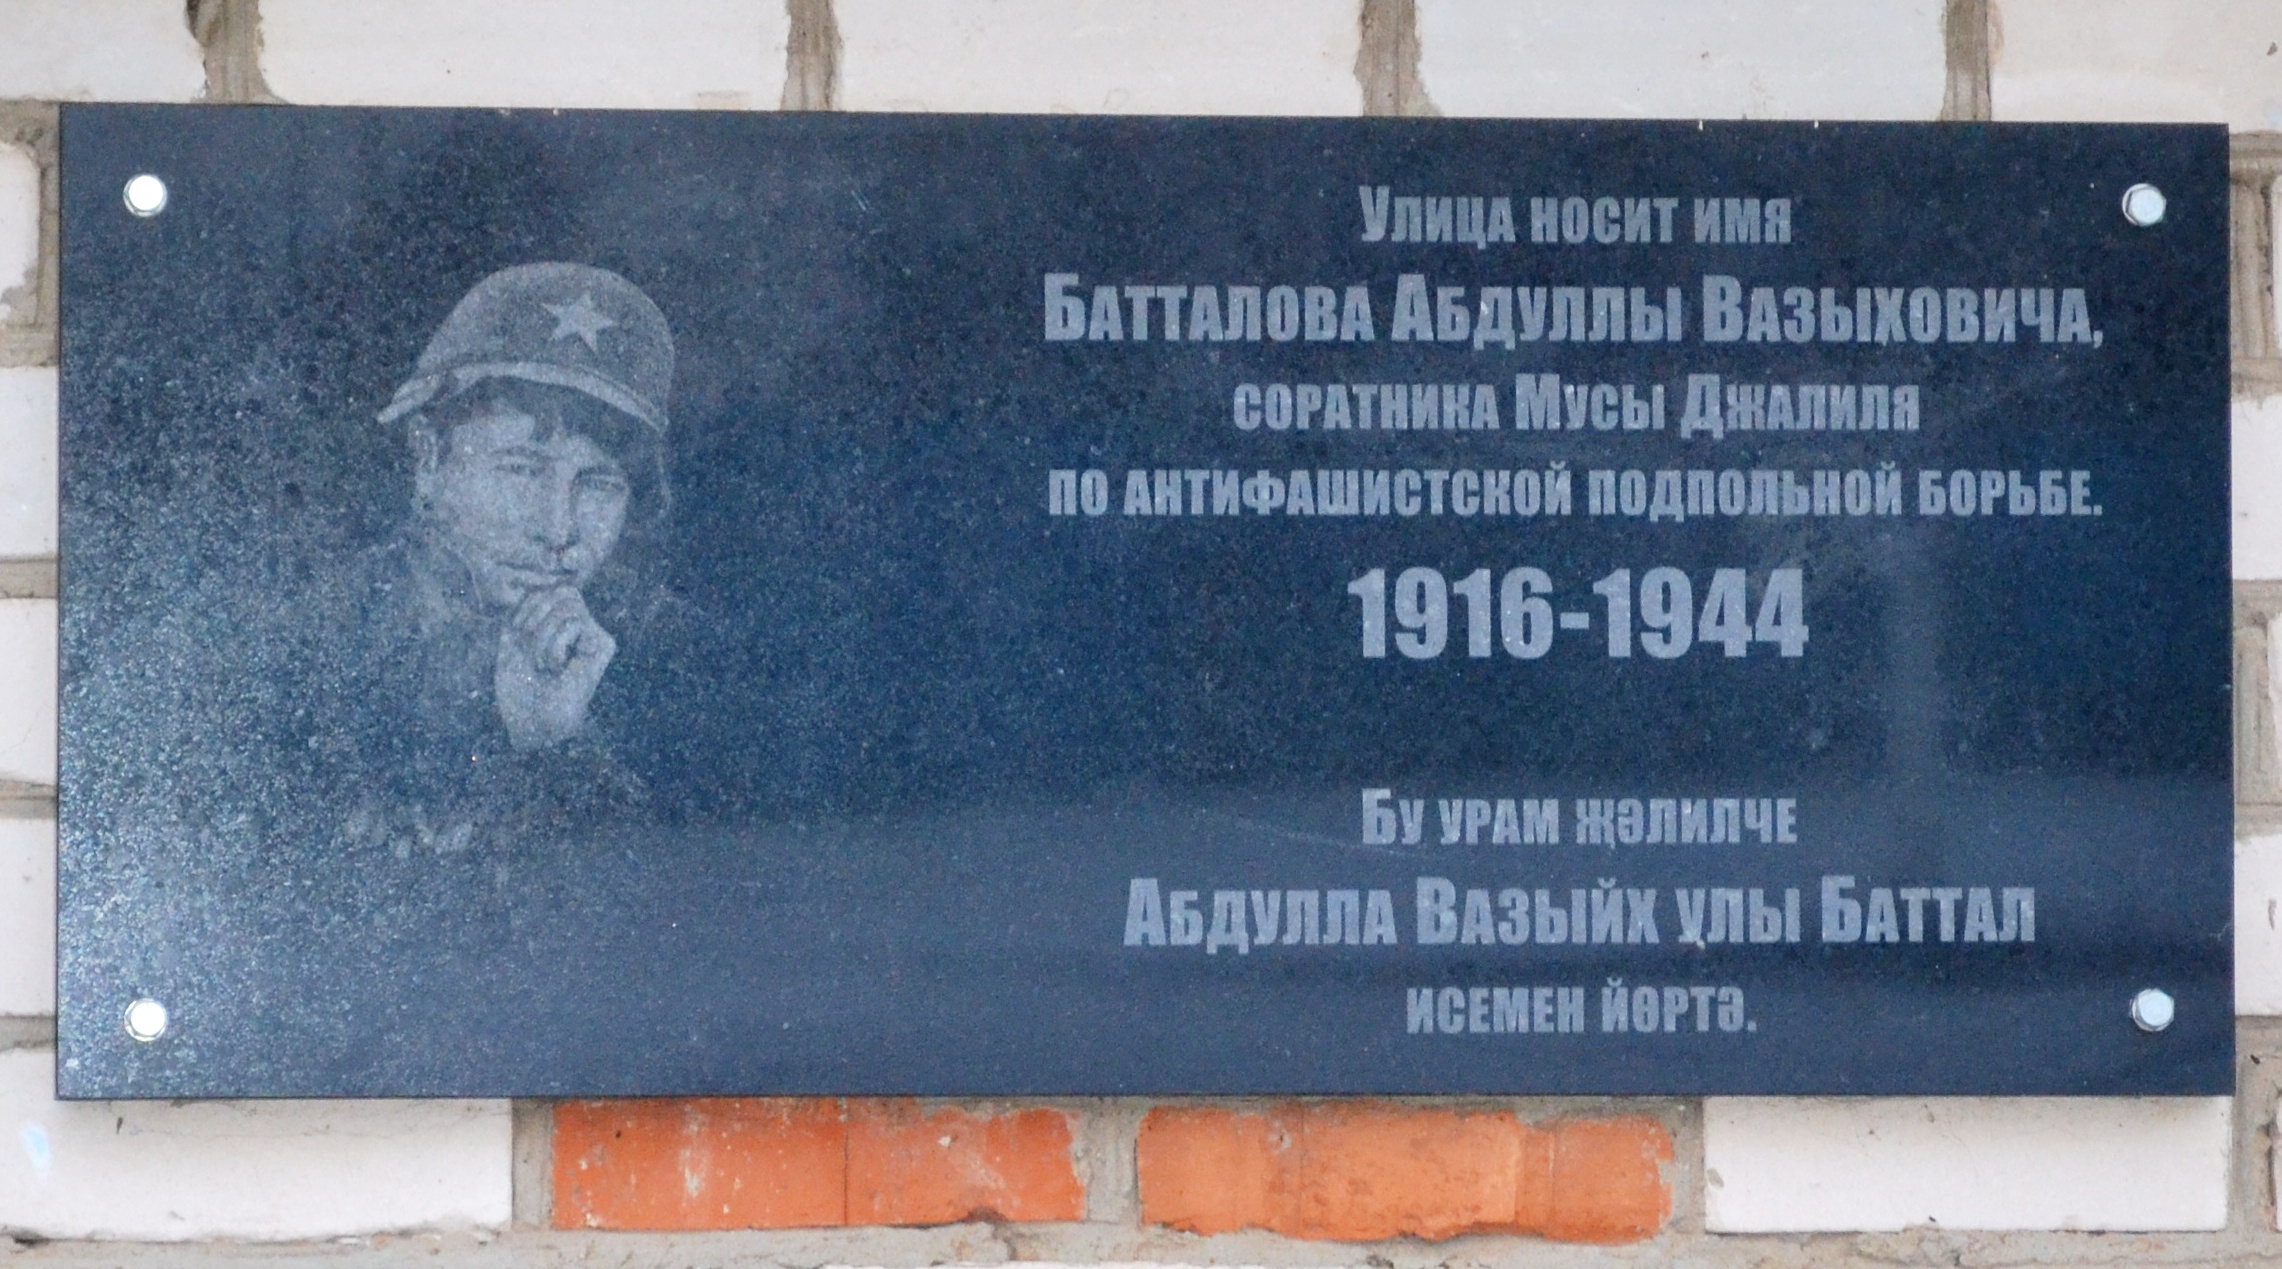 Улица носит имя
Батталова Абдуллы Вазыховича,
соратника Мусы Джалиля
по антифашистской подпольной борьбе.
1916-1944
Бу урам җәлилче
Абдулла Вазыйх улы Баттал
исемен йөртә.